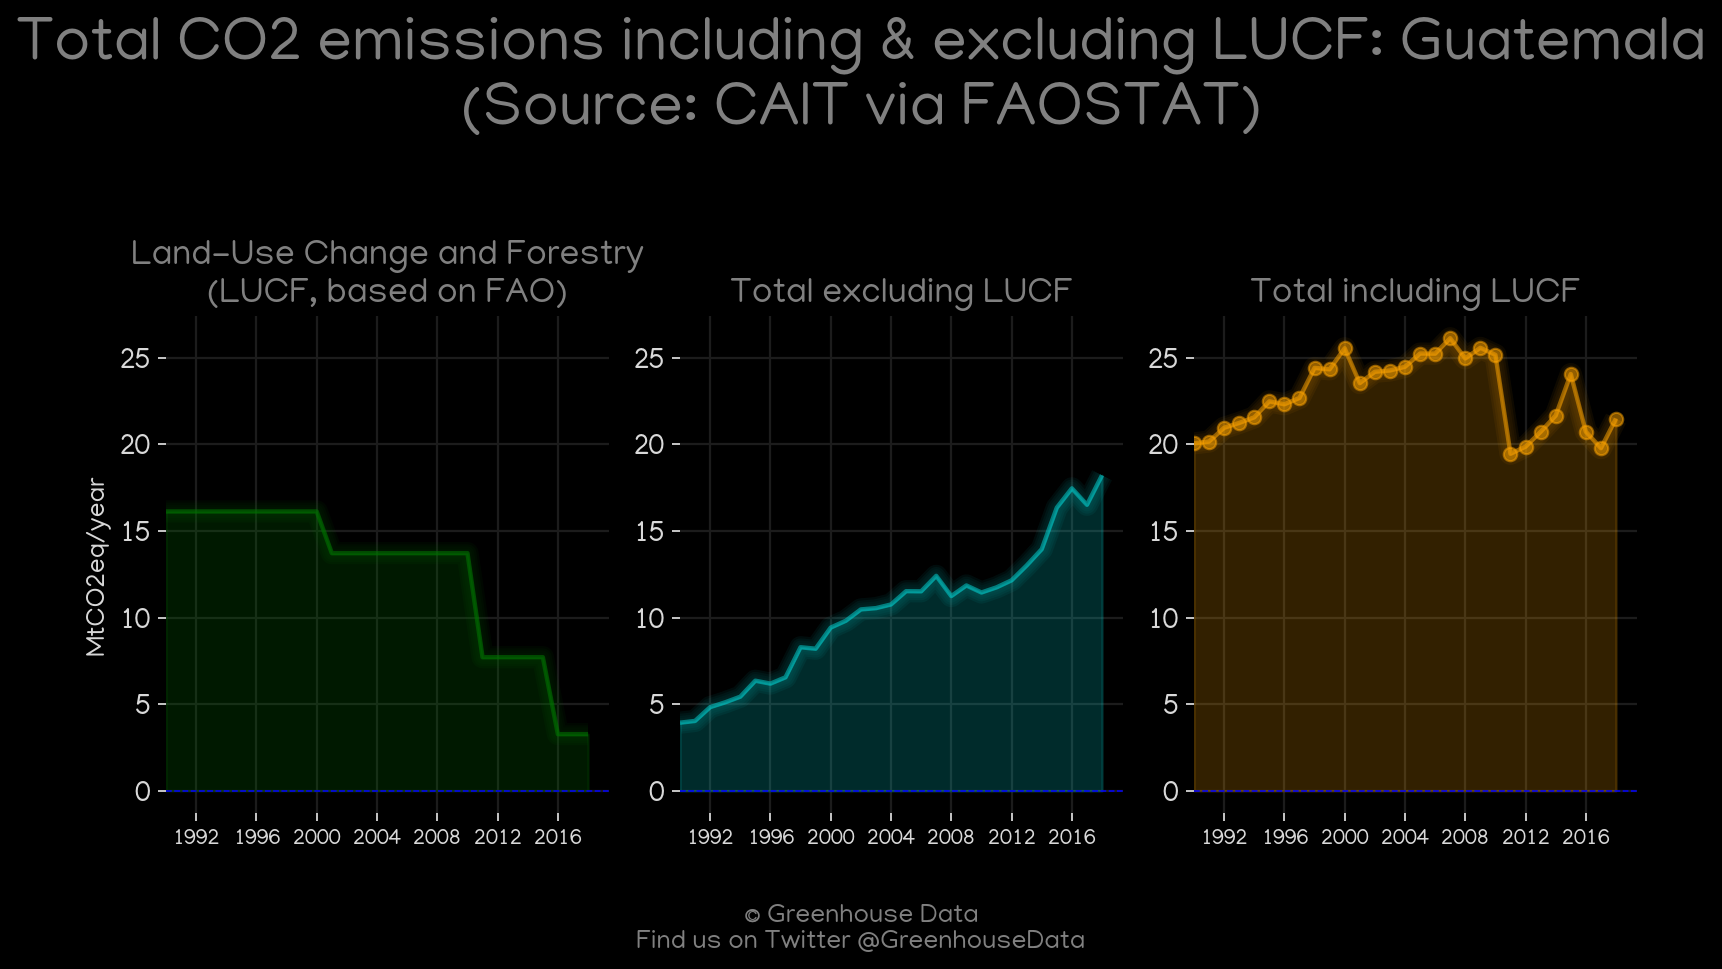 Total CO2 emissions including & excluding LUCF: Guatemala
(Source: CAIT via FAOSTAT)
Land-Use Change and Forestry
(LUCF, based on FAO)
Total excluding LUCF
Total including LUCF
MtCO2eq/year
25
20
15
10
5
0
1992 1996 2000 2004 2008 2012 2016
25
20
15
10
5
0
1992 1996 2000 2004 2008 2012 2016
25
20
15
10
5
0
1992 1996 2000 2004 2008 2012 2016
© Greenhouse Data
Find us on Twitter @GreenhouseData